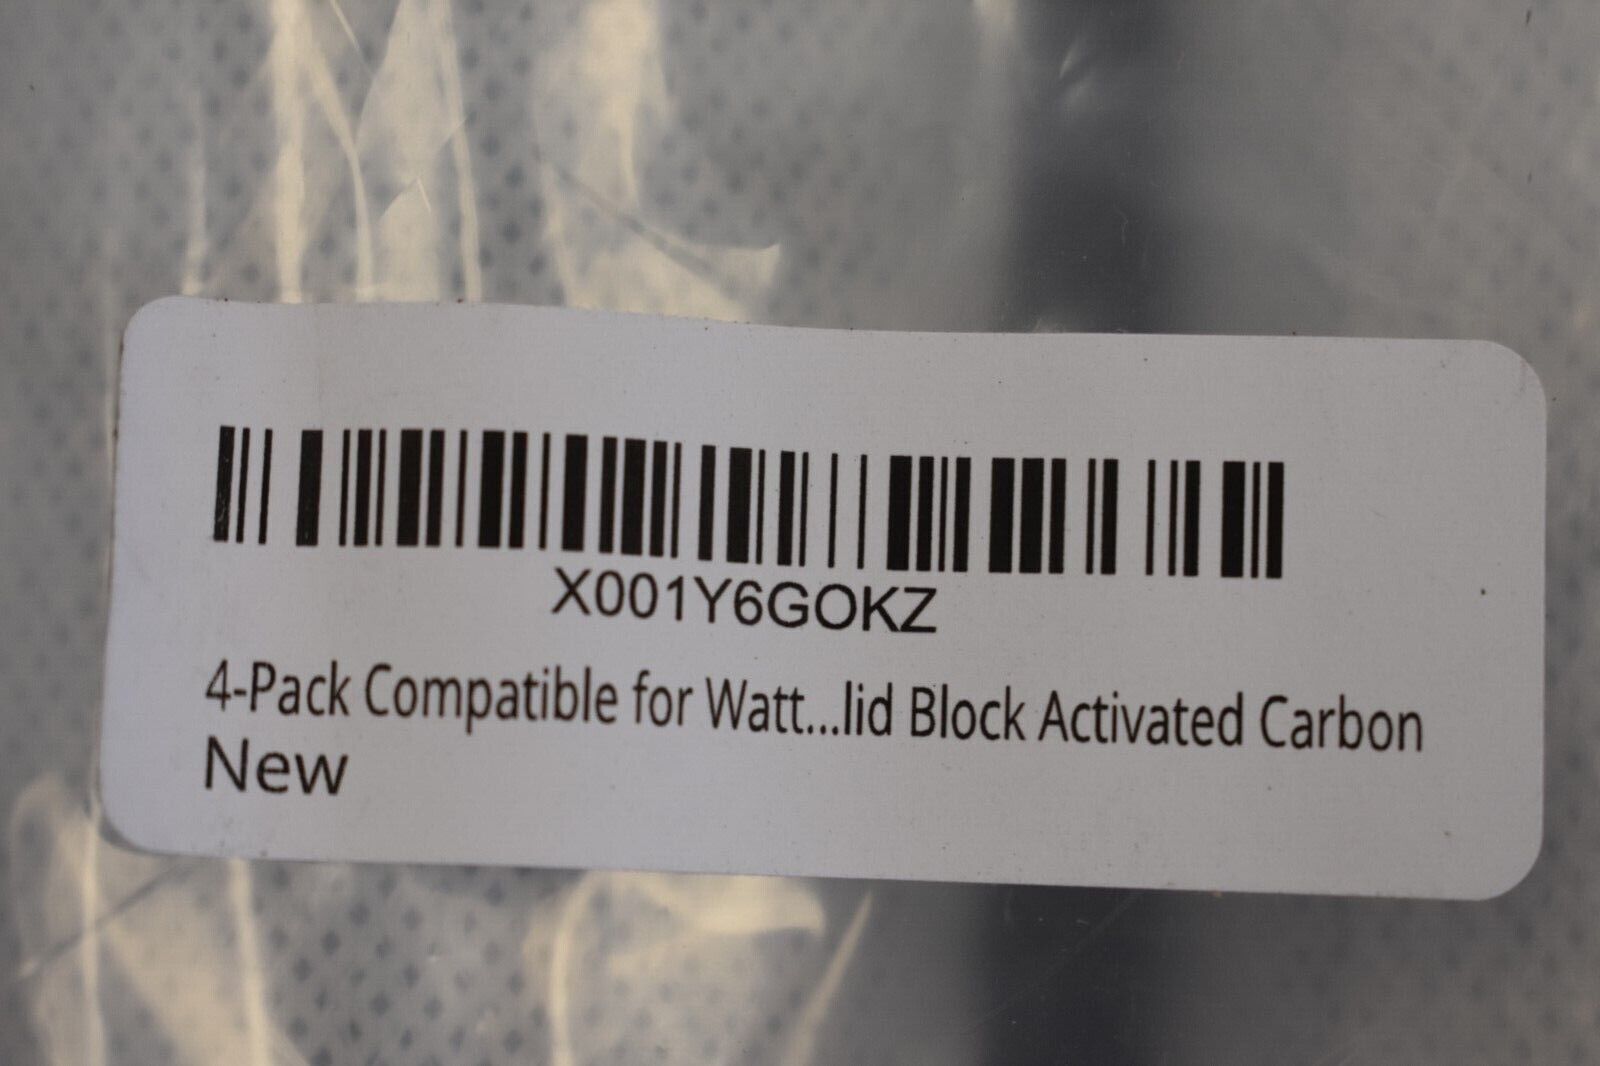 X001Y6GOKZ
4-Pack Compatible for Watt...lid Block Activated Carbon
New